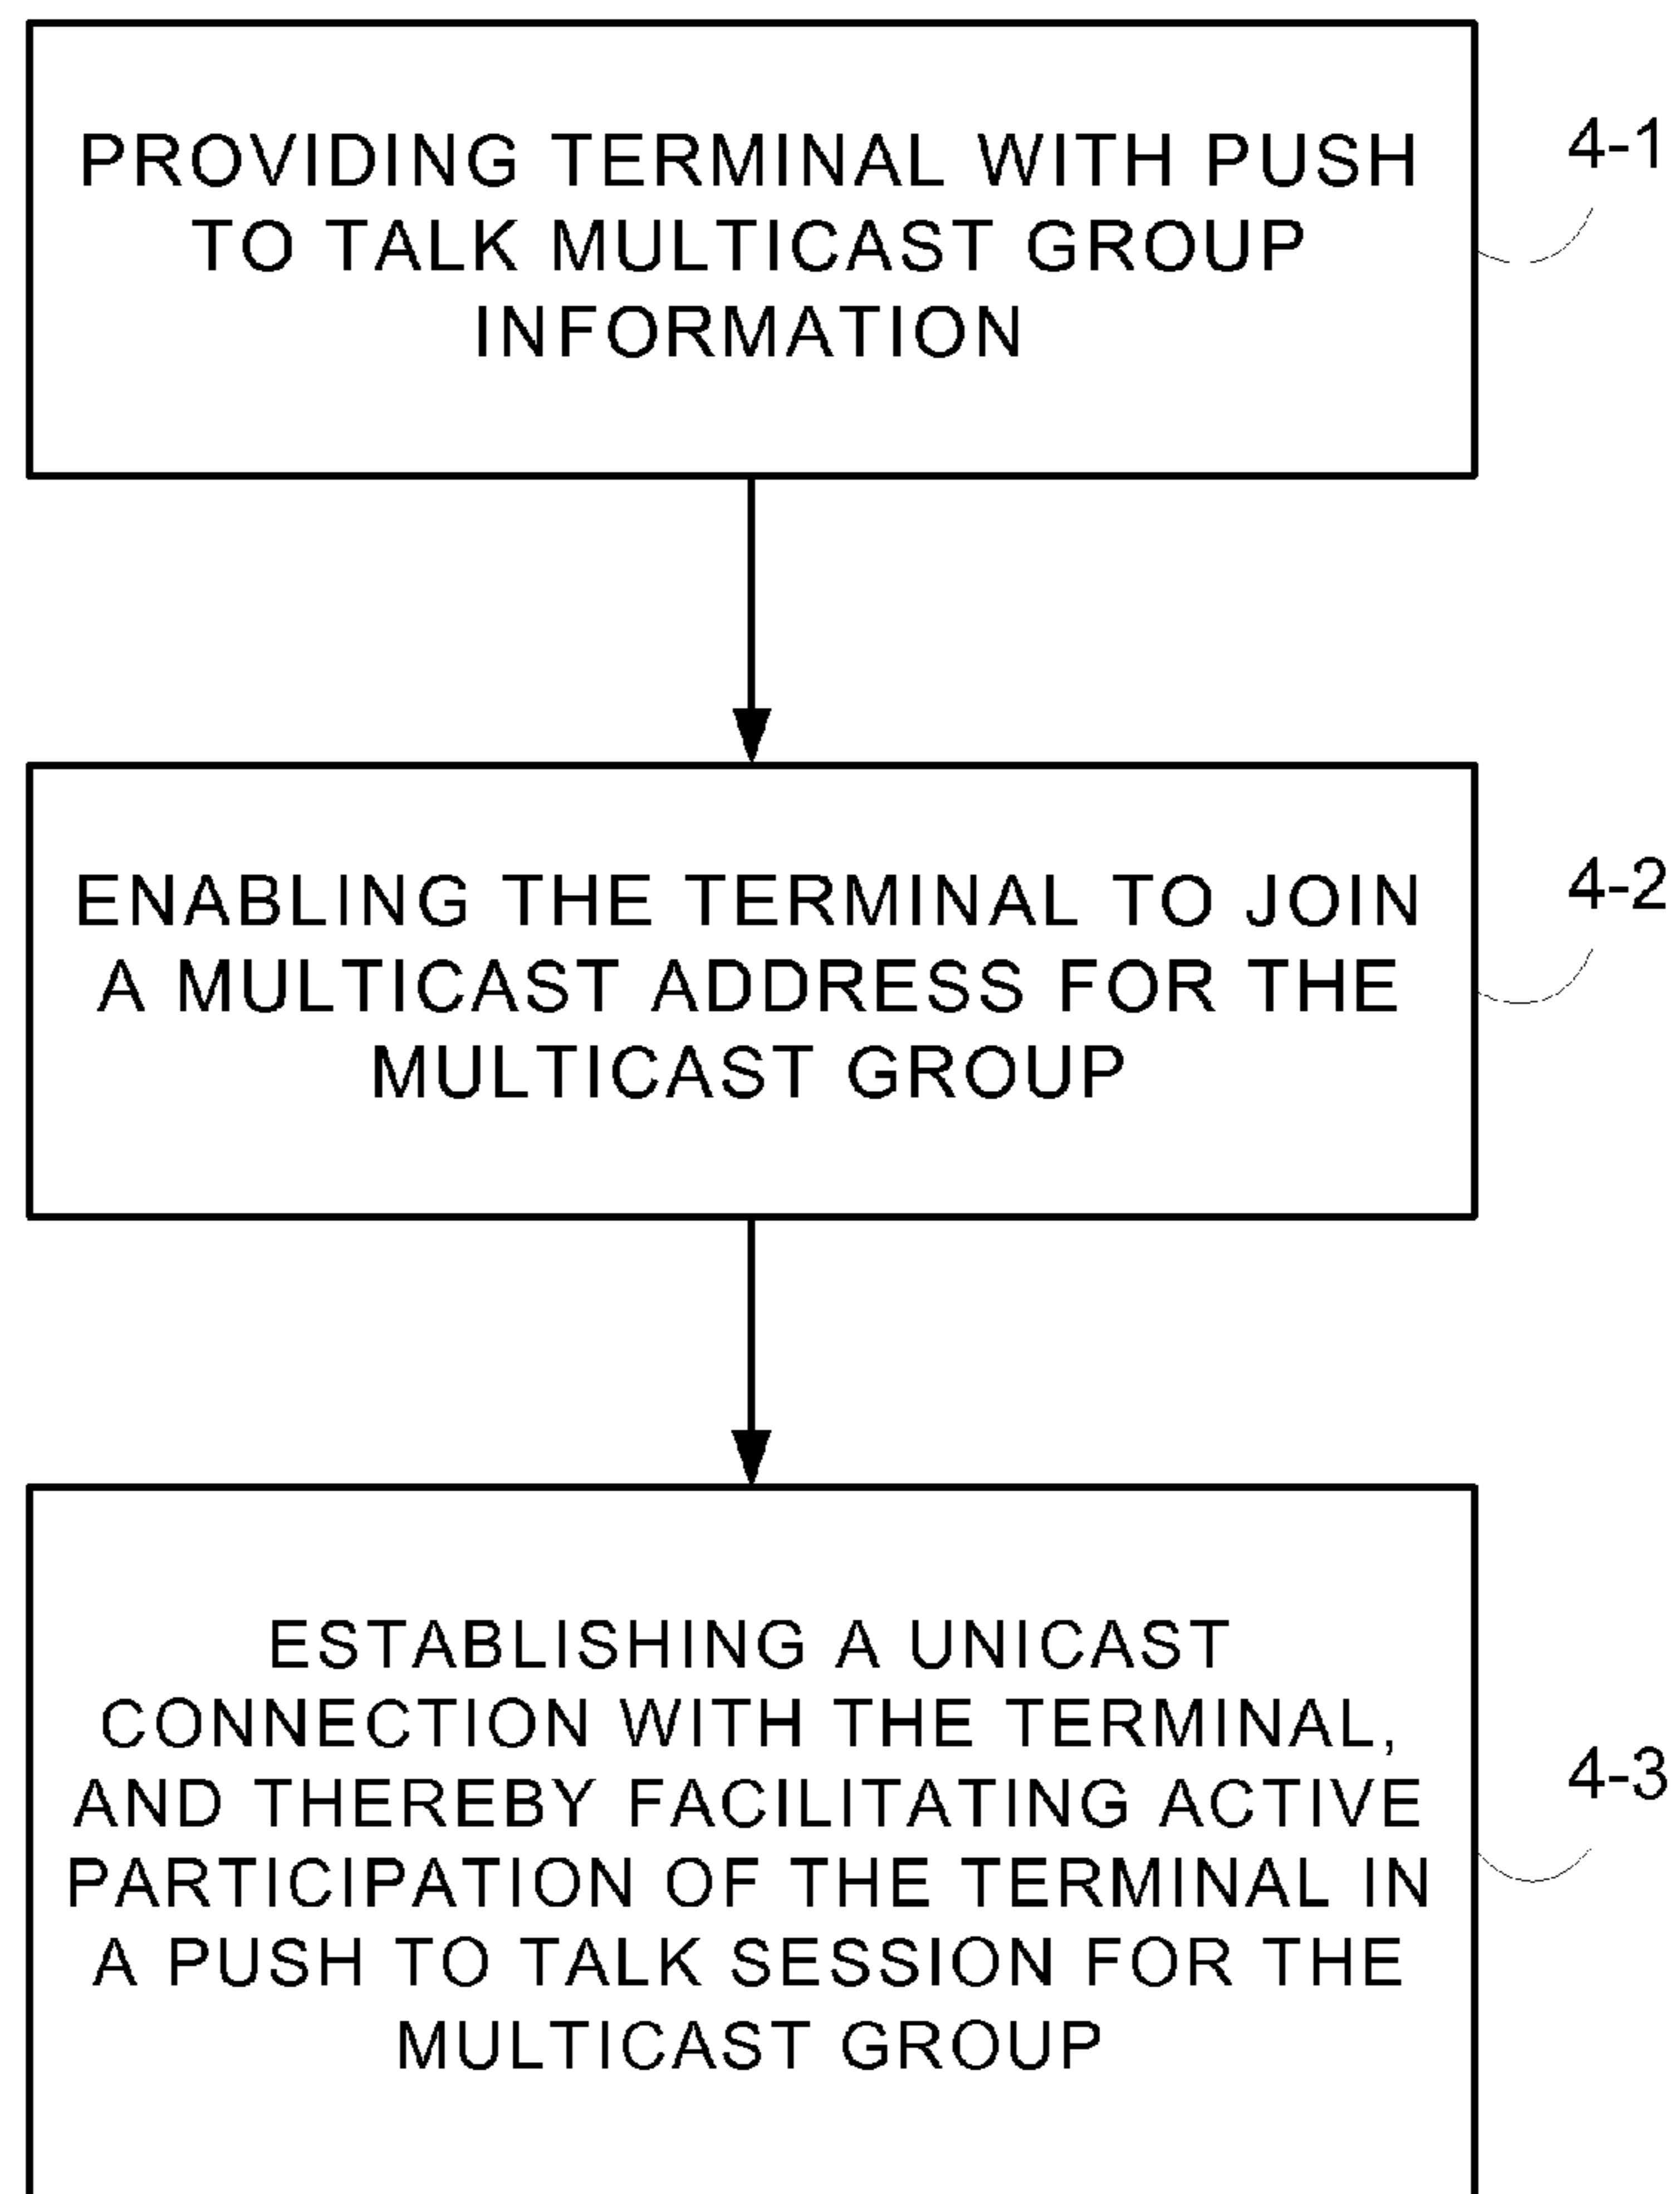 PROVIDING TERMINAL WITH PUSH
TO TALK MULTICAST GROUP
INFORMATION
4-1
ENABLING THE TERMINAL TO JOIN
A MULTICAST ADDRESS FOR THE
MULTICAST GROUP
4-2
ESTABLISHING A UNICAST
CONNECTION WITH THE TERMINAL,
AND THEREBY FACILITATING ACTIVE
PARTICIPATION OF THE TERMINAL IN
A PUSH TO TALK SESSION FOR THE
MULTICAST GROUP
4-3